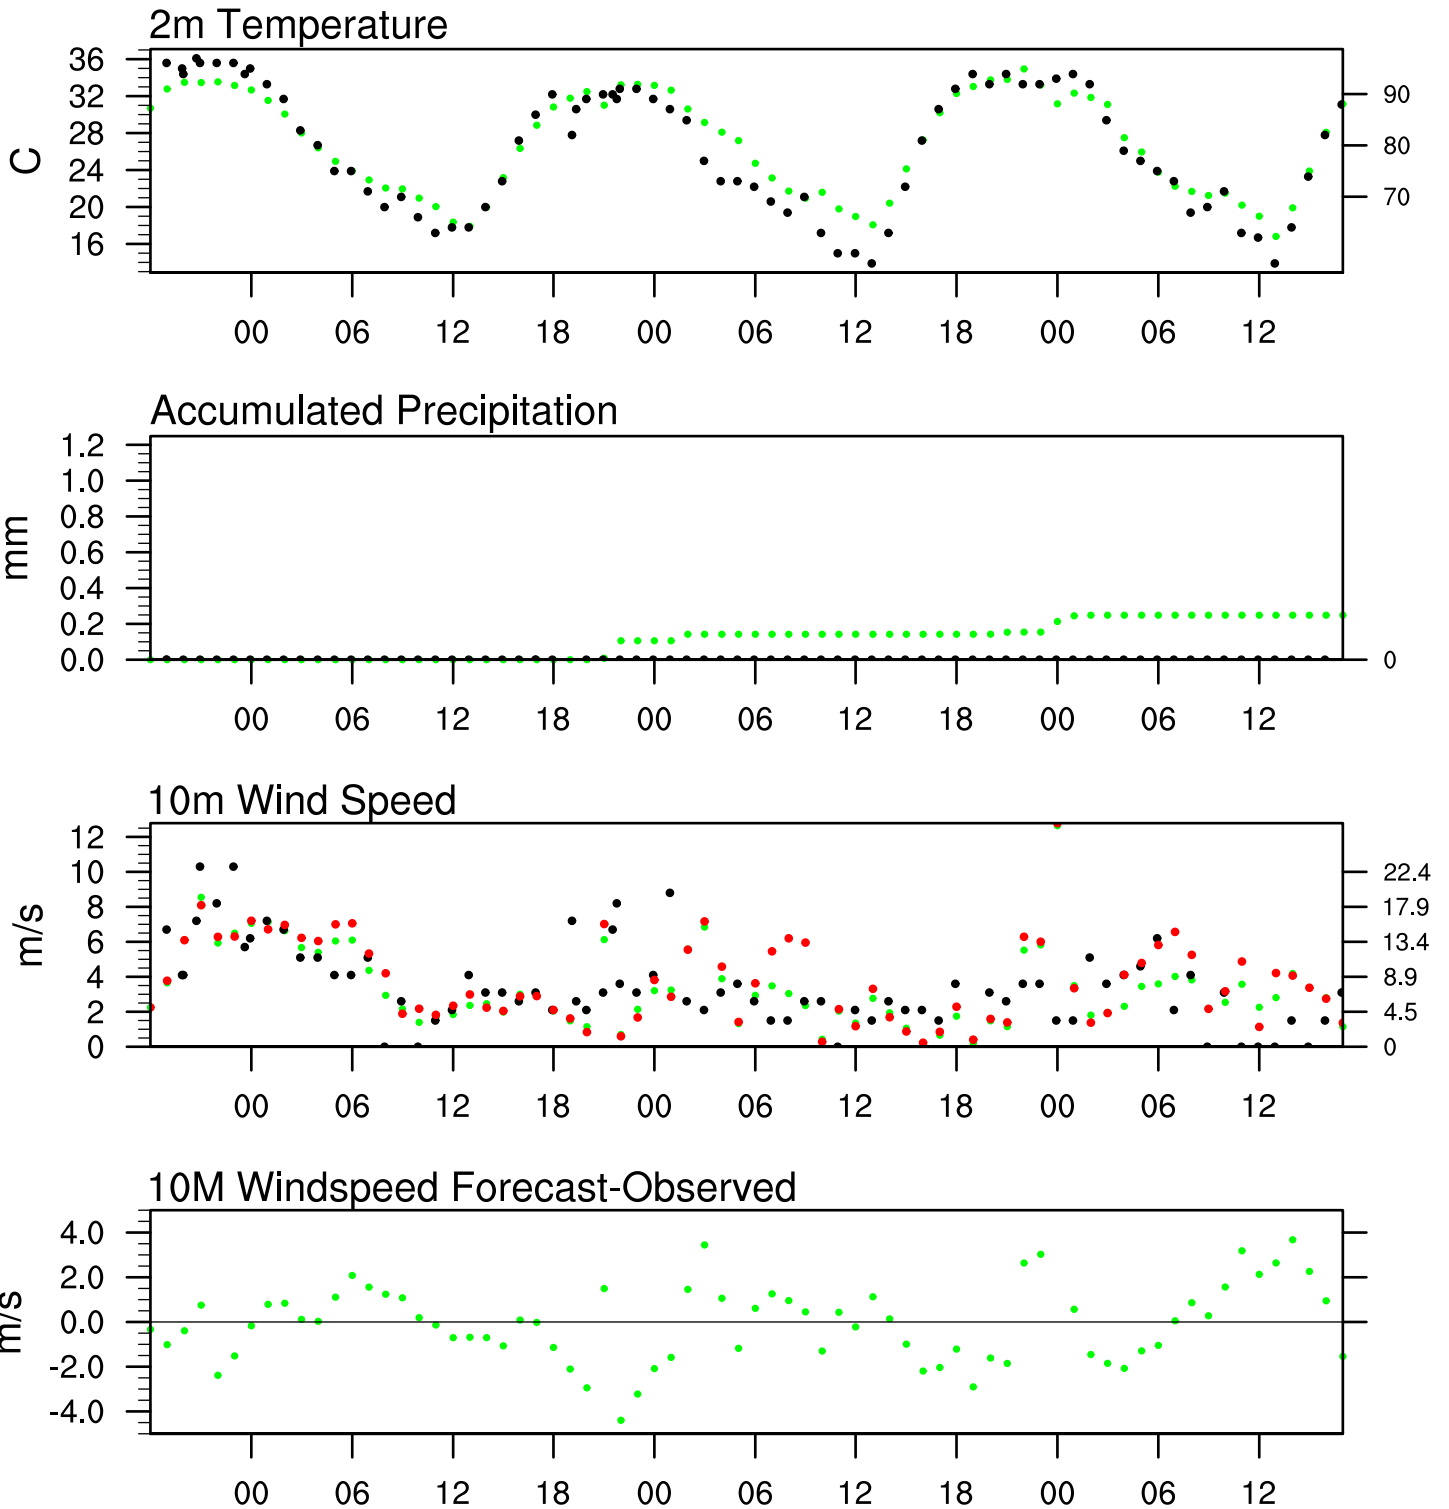 2m Temperature
36
32
28
24
20
16
C
90
80
70
00 06 12 18 00 06 12 18 00 06 12
Accumulated Precipitation
1.2
1.0
0.8
0.6
0.4
0.2
0.0
mm
0
00 06 12 18 00 06 12 18 00 06 12
10m Wind Speed
12
10
8
6
4
2
0
m/s
22.4
17.9
13.4
8.9
4.5
0
00 06 12 18 00 06 12 18 00 06 12
10M Windspeed Forecast-Observed
4.0
2.0
0.0
-2.0
-4.0
m/s
00 06 12 18 00 06 12 18 00 06 12